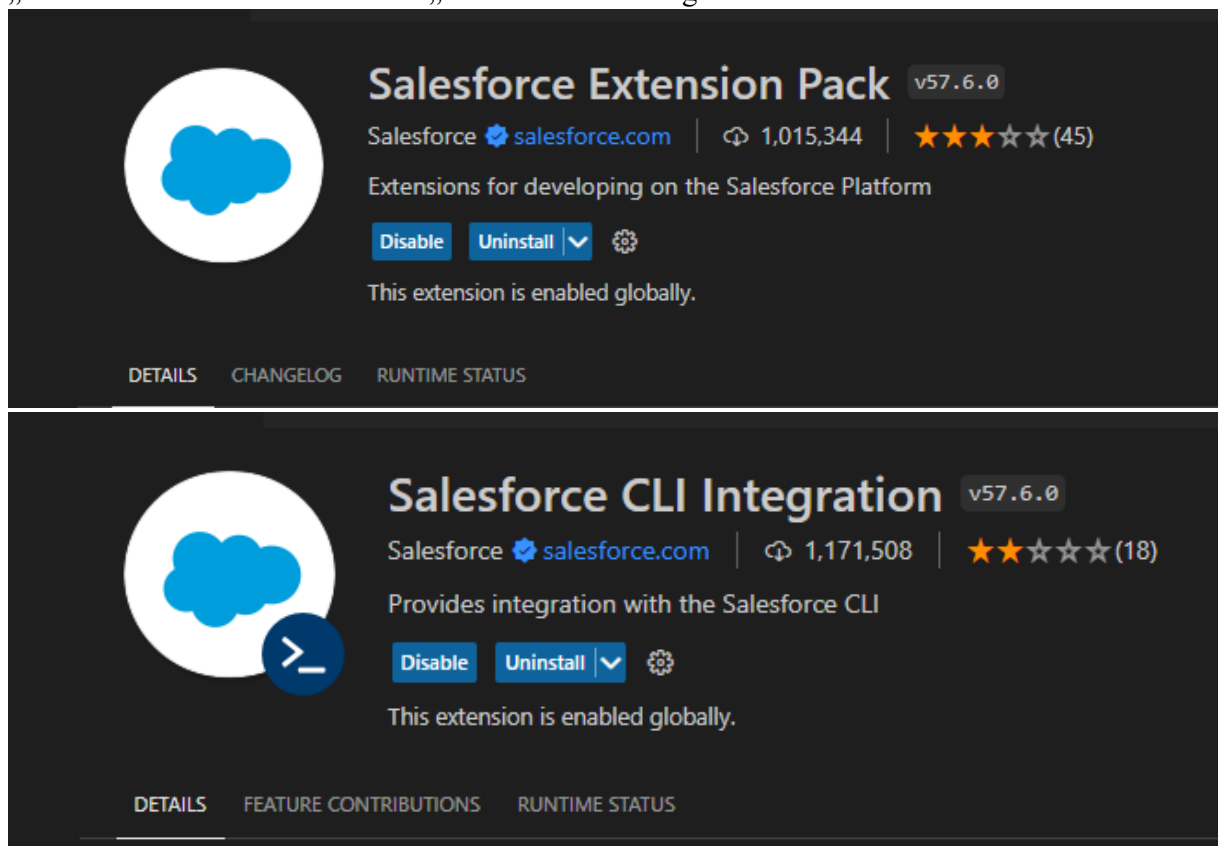 Salesforce Extension Pack v57.6.0
Salesforce salesforce.com 1,015,344 (45)
Extensions for developing on the Salesforce Platform
Disable Uninstall
This extension is enabled globally.
DETAILS CHANGELOG RUNTIME STATUS
Salesforce CLI Integration v57.6.0
Salesforce salesforce.com 1,171,508 (18)
Provides integration with the Salesforce CLI
Disable Uninstall
This extension is enabled globally.
DETAILS FEATURE CONTRIBUTIONS RUNTIME STATUS